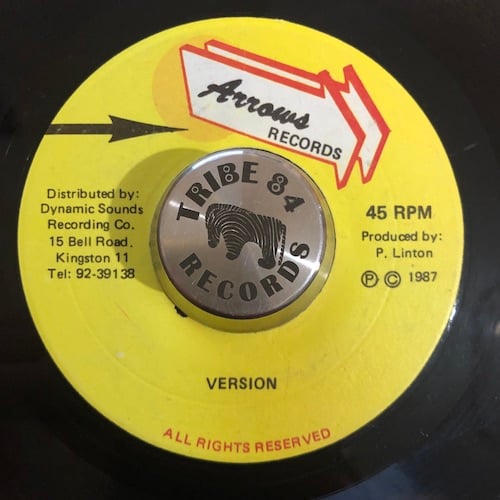 Arrows
RECORDS
Distributed by:
Dynamic Sounds
Recording Co.
15 Bell Road.
Kingston 11
Tel: 92-39138
TRIBE 84
RECORDS
45 RPM
Produced by:
P. Linton
Ⓟ © 1987
VERSION
ALL RIGHTS RESERVED